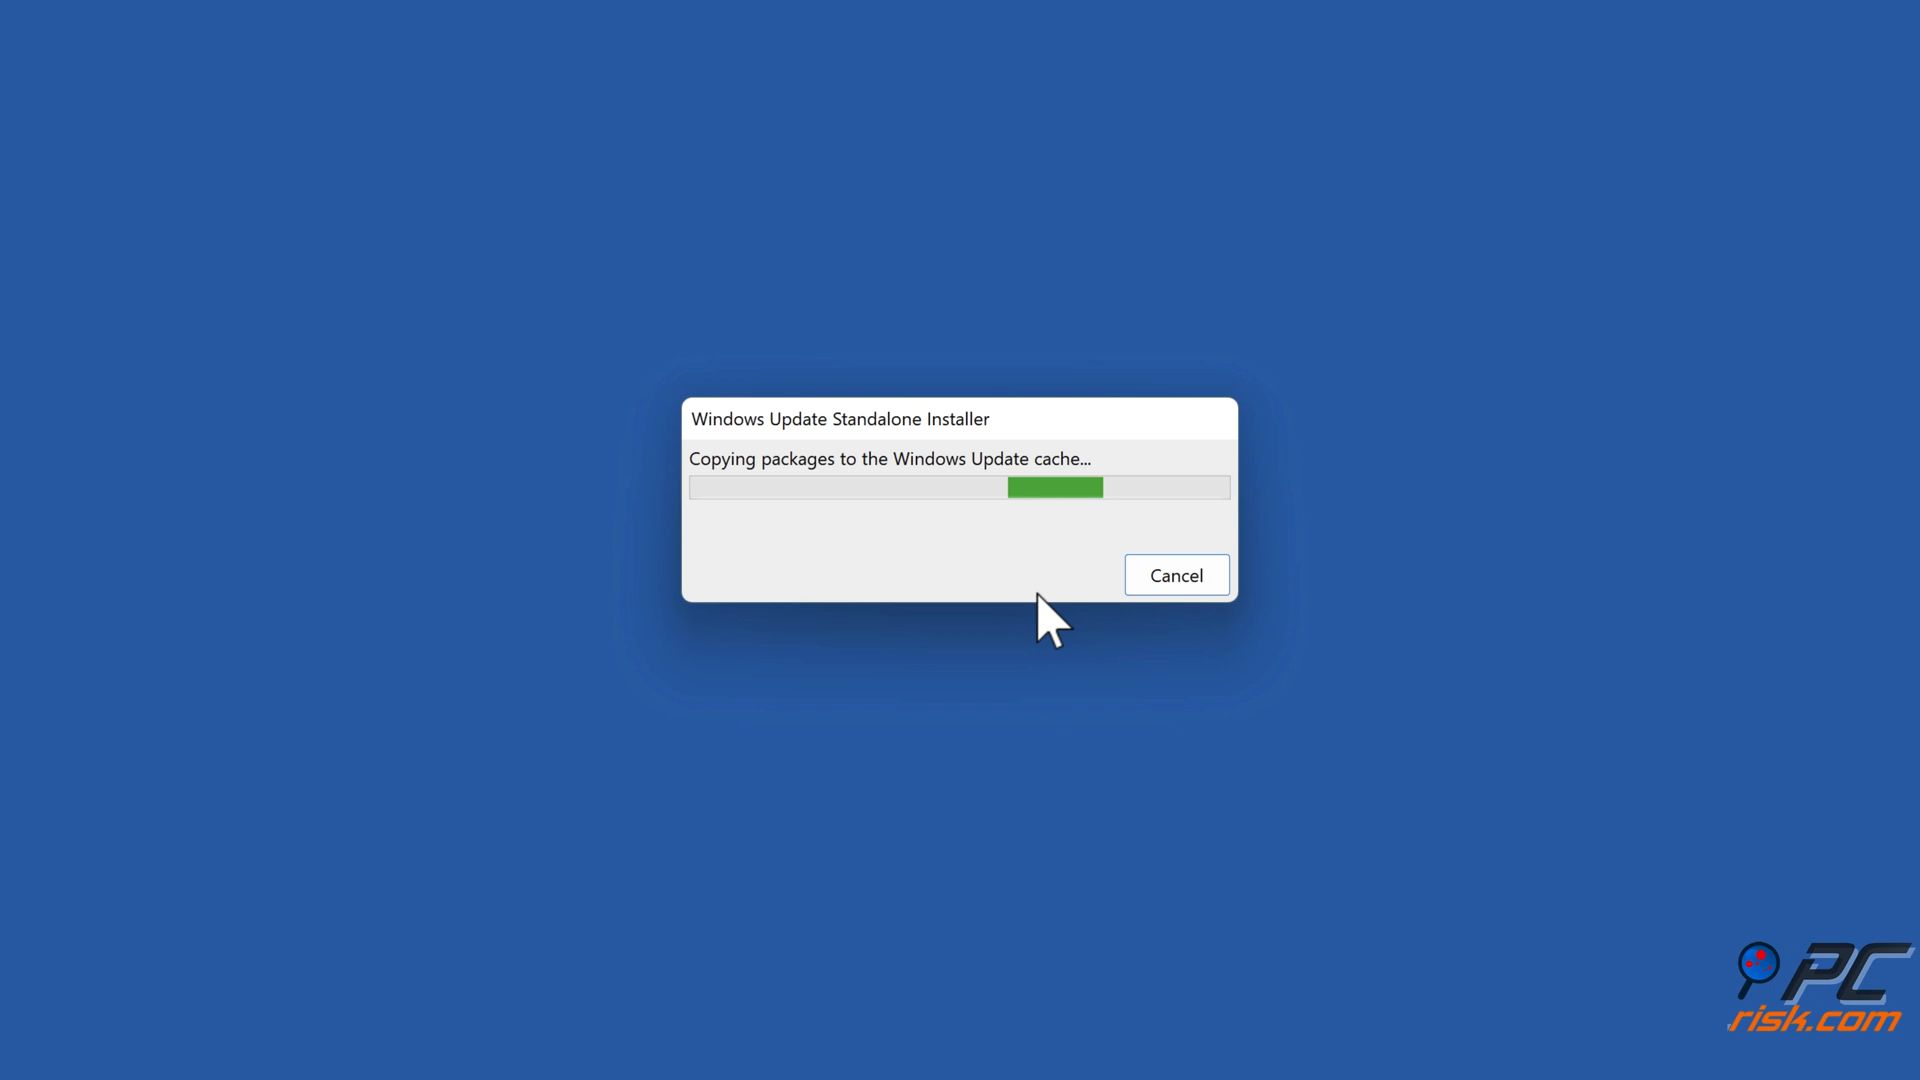 Windows Update Standalone Installer
Copying packages to the Windows Update cache...
Cancel
PC
risk.com